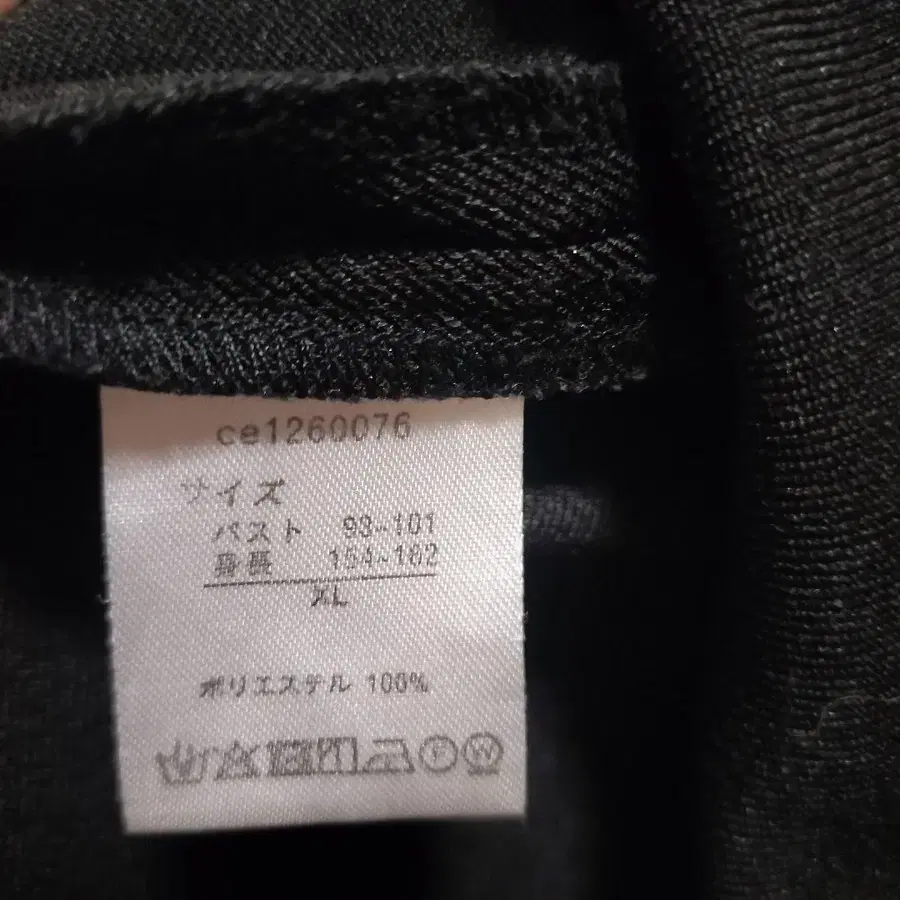 ce1260076
サイズ
バスト 93-101
身長 154-162
XL
ポリエステル 100%